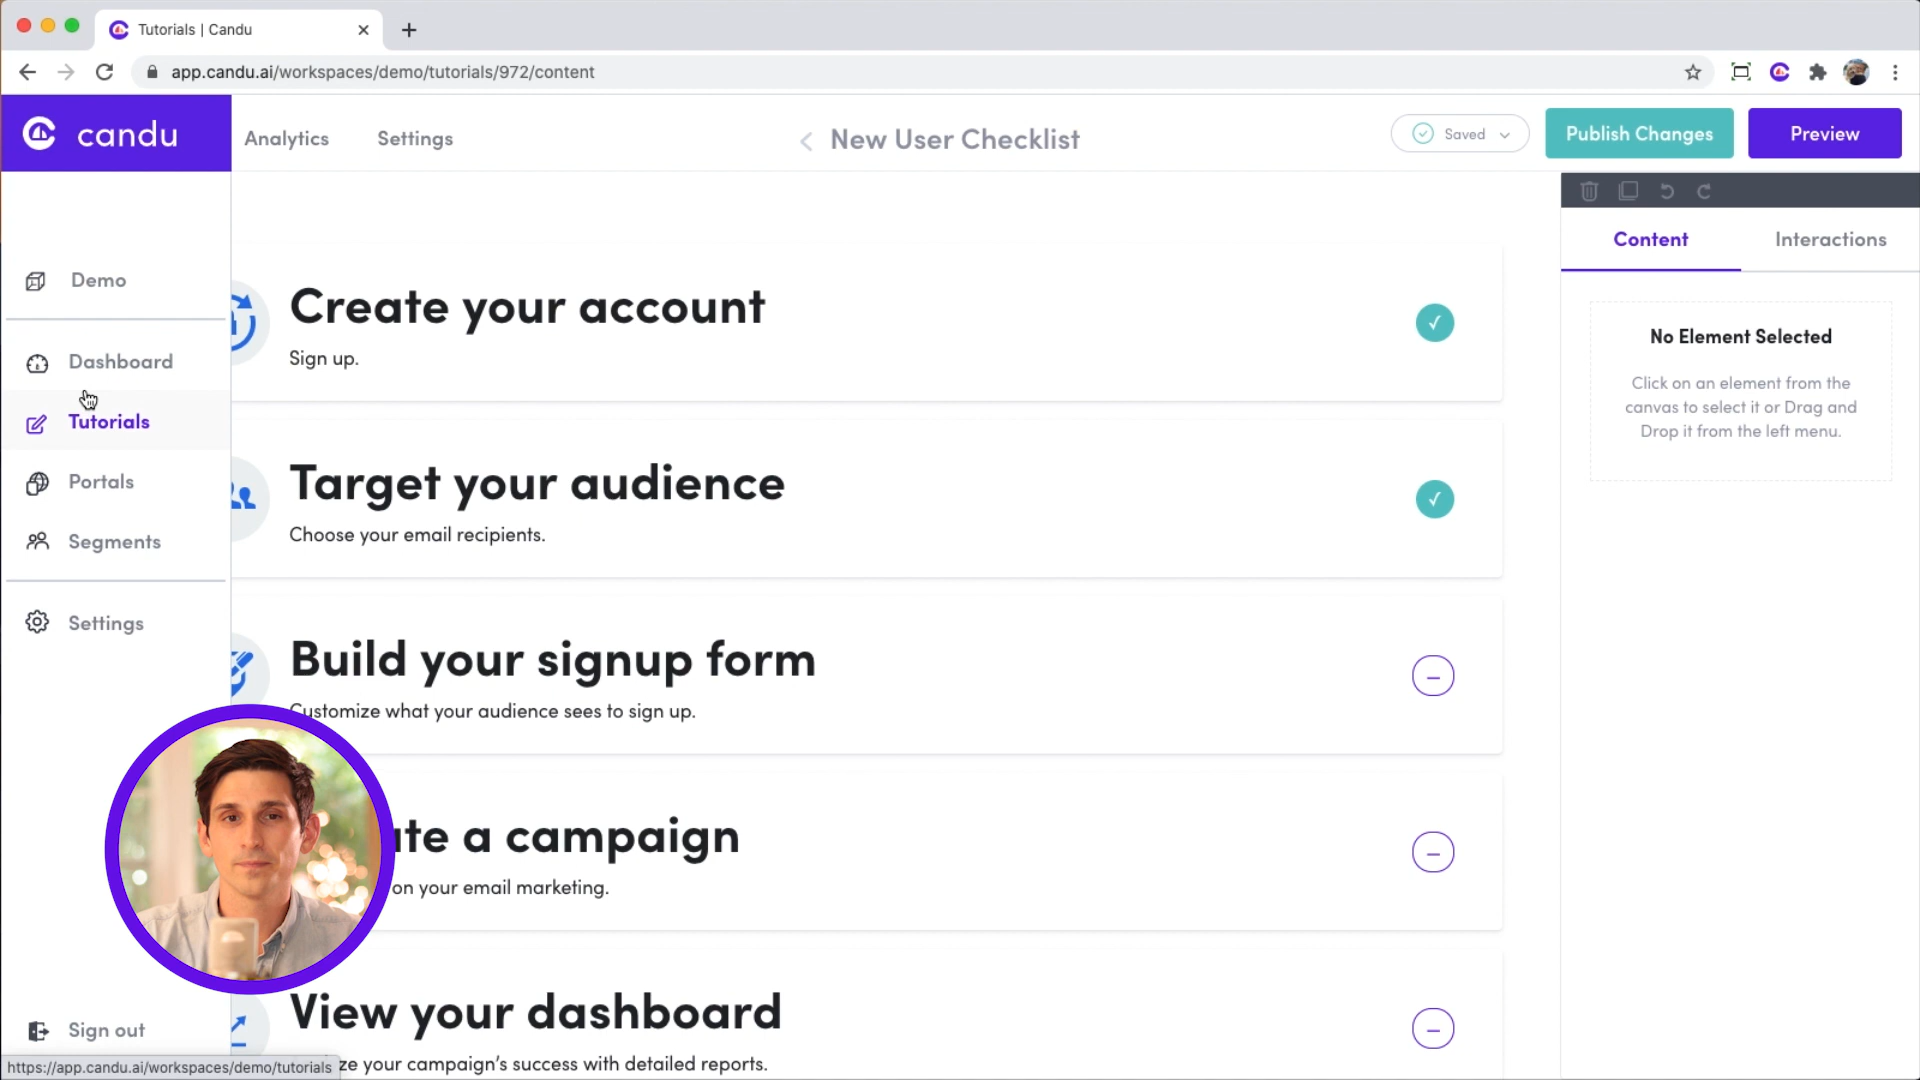 Tutorials | Candu
app.candu.ai/workspaces/demo/tutorials/972/content
candu
Analytics
Settings
New User Checklist
Saved
Publish Changes
Preview
Demo
Dashboard
Tutorials
Portals
Segments
Settings
Sign out
https://app.candu.ai/workspaces/demo/tutorials
Create your account
Sign up.
Target your audience
Choose your email recipients.
Build your signup form
Customize what your audience sees to sign up.
ate a campaign
on your email marketing.
View your dashboard
ze your campaign's success with detailed reports.
Content
Interactions
No Element Selected
Click on an element from the
canvas to select it or Drag and
Drop it from the left menu.